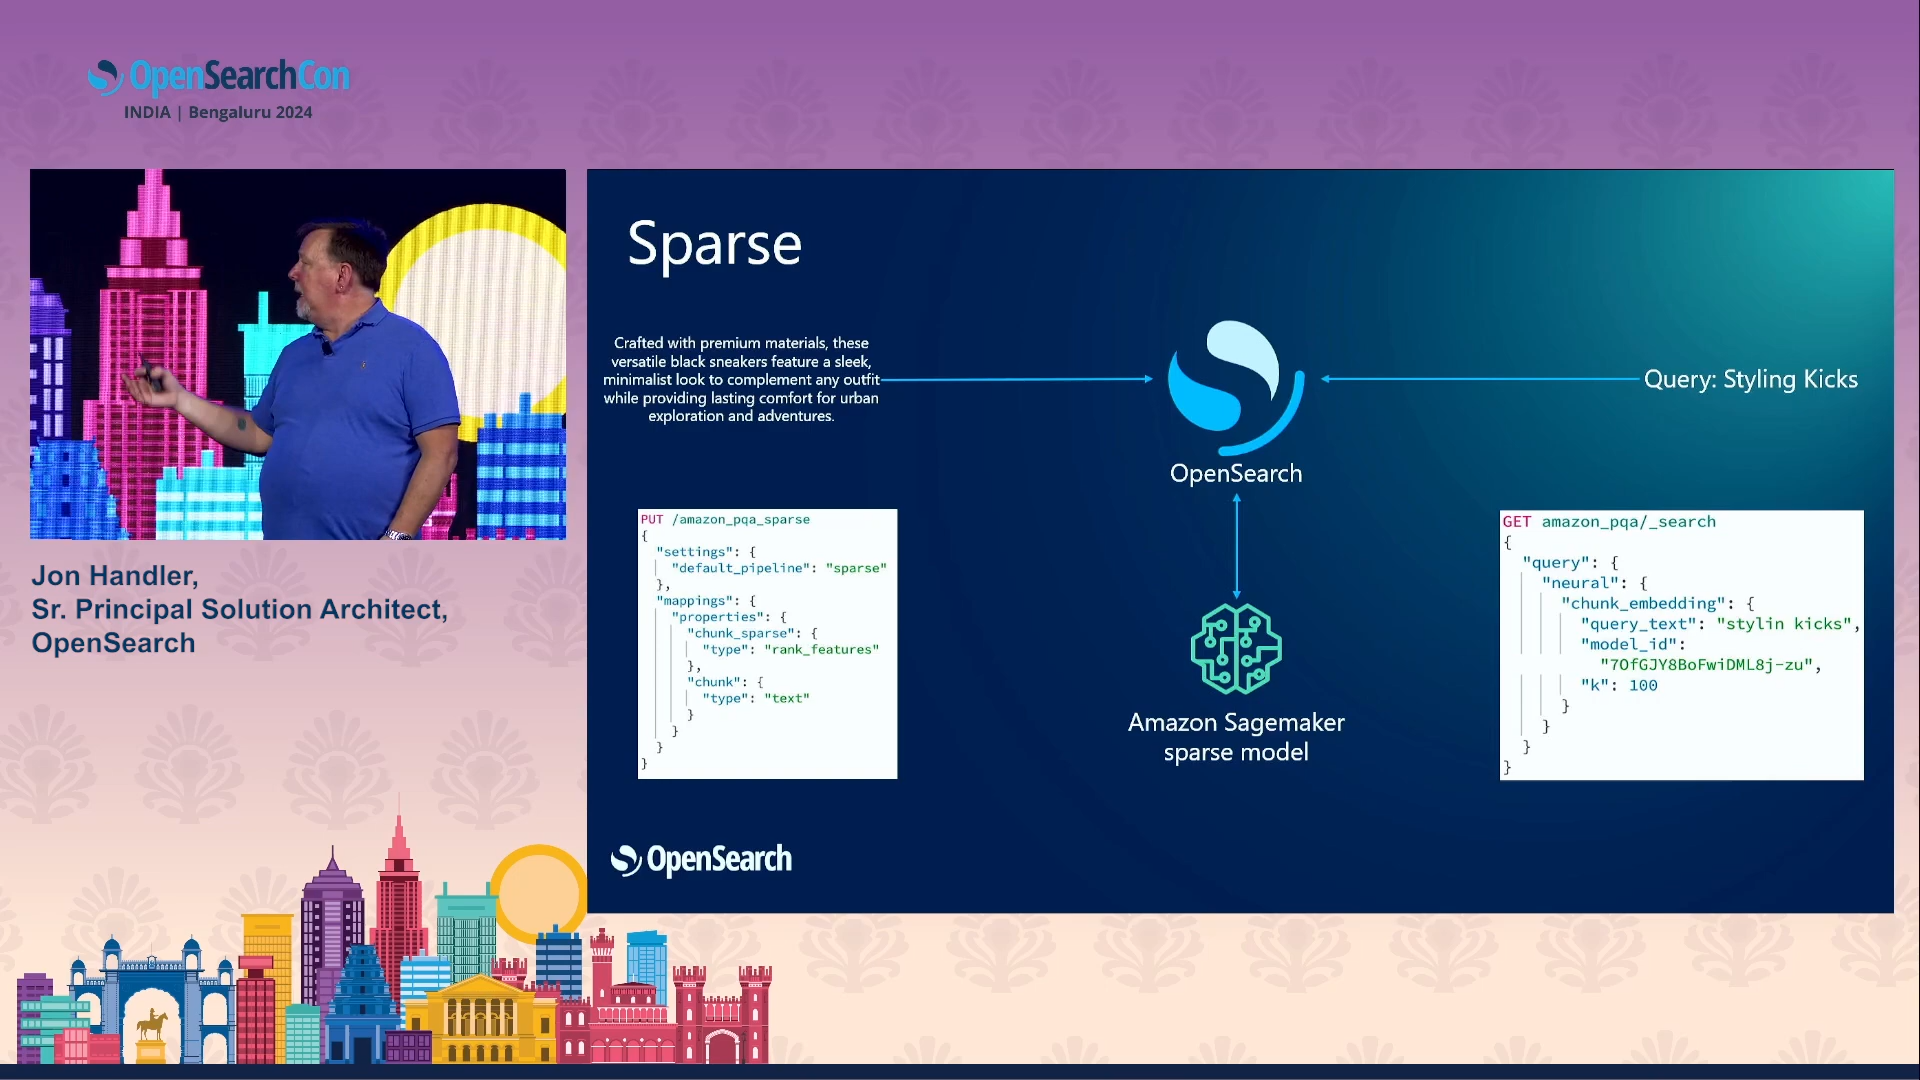 OpenSearchCon
INDIA | Bengaluru 2024
Jon Handler,
Sr. Principal Solution Architect,
OpenSearch
Sparse
Crafted with premium materials, these
versatile black sneakers feature a sleek,
minimalist look to complement any outfit
while providing lasting comfort for urban
exploration and adventures.
OpenSearch
Query: Styling Kicks
PUT /amazon_pqa_sparse
{
"settings": {
"default_pipeline": "sparse"
},
"mappings": {
"properties": {
"chunk_sparse": {
"type": "rank_features"
},
"chunk": {
"type": "text"
}
}
}
}
Amazon Sagemaker
sparse model
GET amazon_pqa/_search
{
"query": {
"neural": {
"chunk_embedding": {
"query_text": "stylin kicks",
"model_id":
"7OfGJY8BoFwiDML8j-zu",
"k": 100
}
}
}
}
OpenSearch